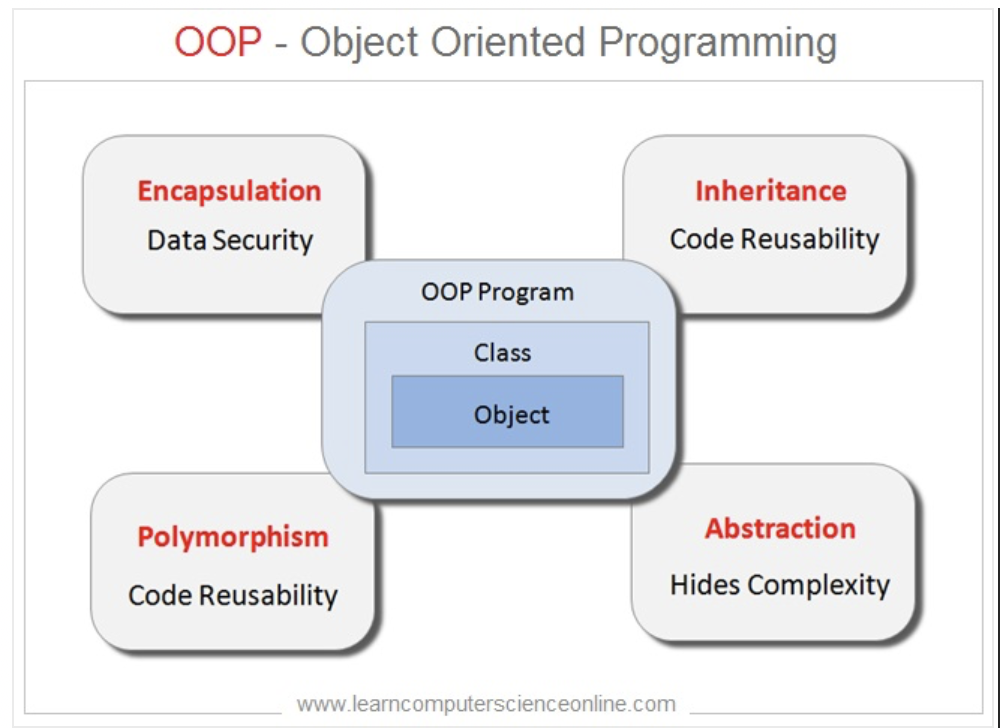 OOP - Object Oriented Programming
Encapsulation
Data Security
Inheritance
Code Reusability
OOP Program
Class
Object
Polymorphism
Code Reusability
Abstraction
Hides Complexity
www.learncomputerscienceonline.com